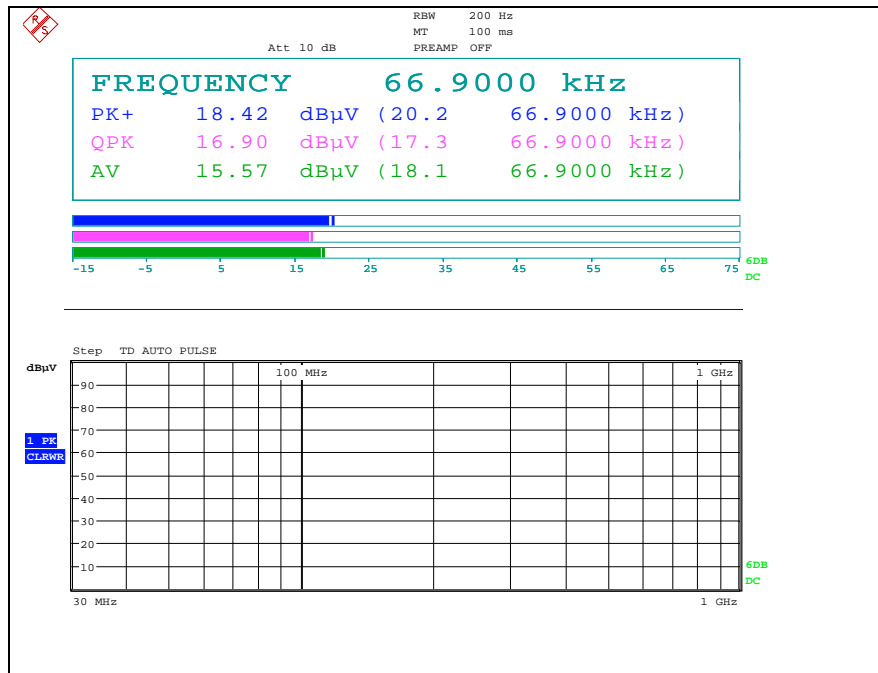 R S
RBW 200 Hz
MT 100 ms
Att 10 dB PREAMP OFF
FREQUENCY 66.9000 kHz
PK+ 18.42 dBµV (20.2 66.9000 kHz)
QPK 16.90 dBµV (17.3 66.9000 kHz)
AV 15.57 dBµV (18.1 66.9000 kHz)
-15 -5 5 15 25 35 45 55 65 75
6DB
DC
Step TD AUTO PULSE
dBµV
100 MHz 1 GHz
90
80
70
1 PK
CLRWR
60
50
40
30
20
10
6DB
DC
30 MHz 1 GHz